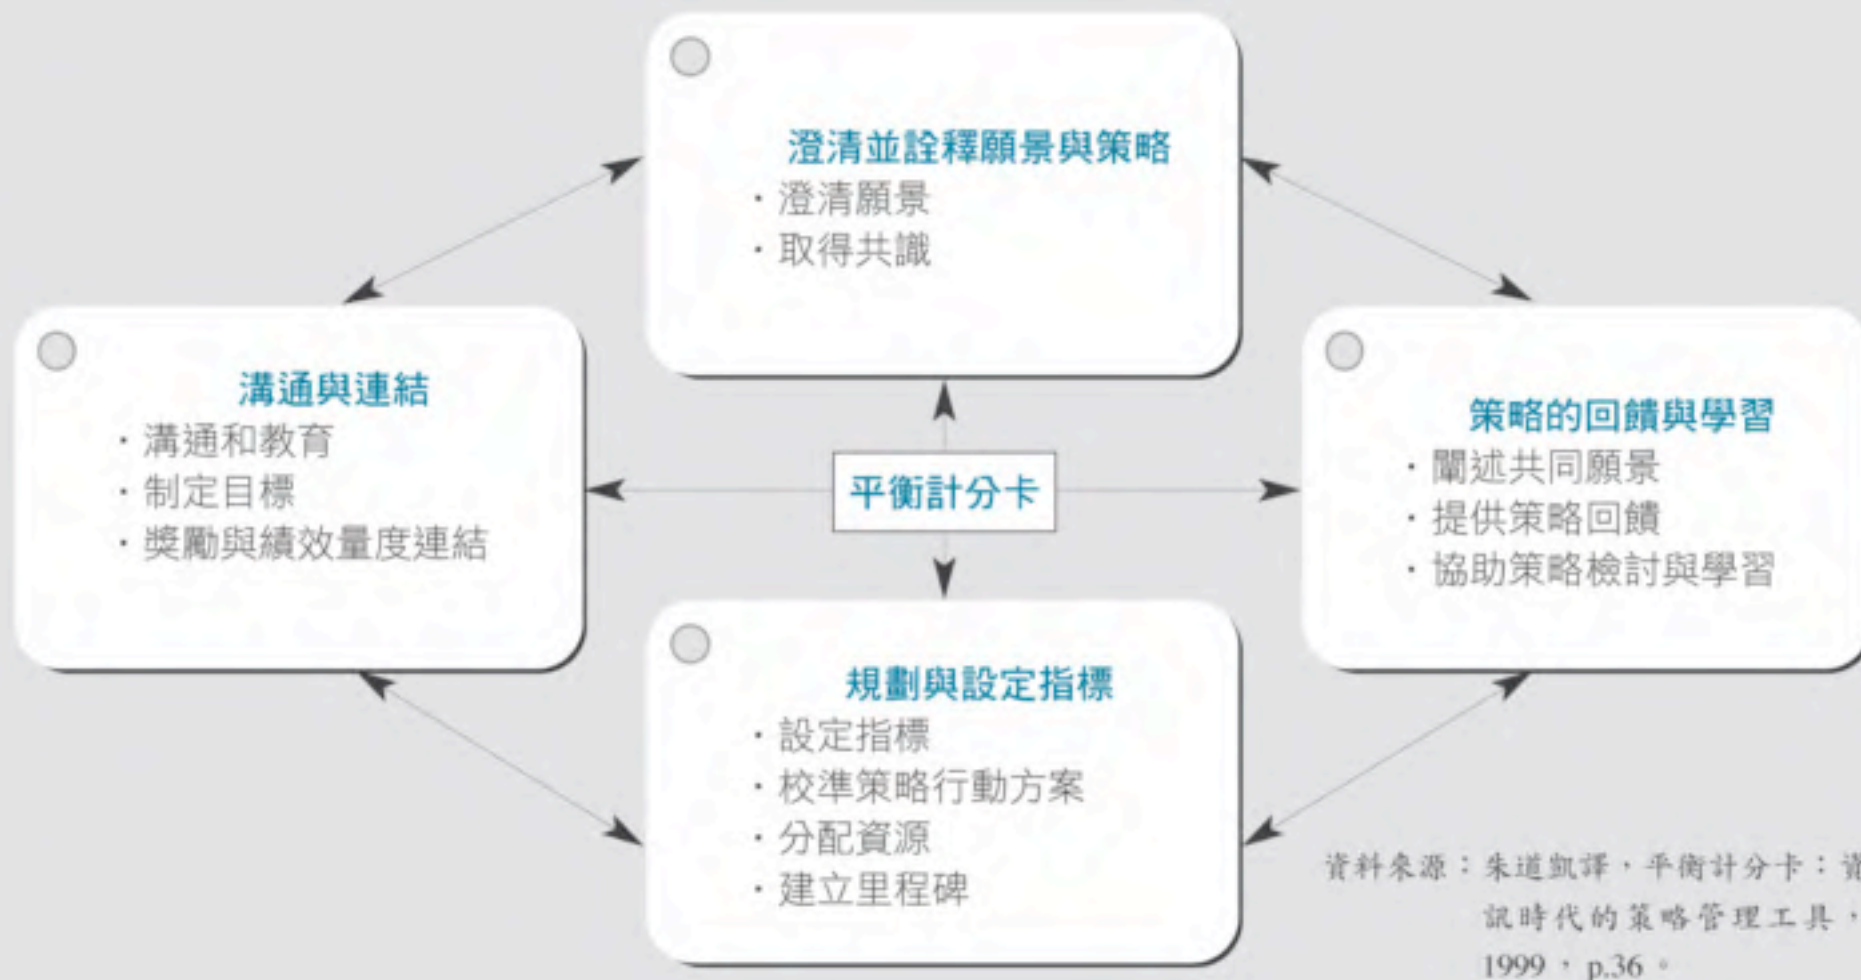 澄清並詮釋願景與策略
・澄清願景
・取得共識
溝通與連結
・溝通和教育
・制定目標
・獎勵與績效量度連結
平衡計分卡
策略的回饋與學習
・闡述共同願景
・提供策略回饋
・協助策略檢討與學習
規劃與設定指標
・設定指標
・校準策略行動方案
・分配資源
・建立里程碑
資料來源：朱道凱譯，平衡計分卡：資
訊時代的策略管理工具，
1999，p.36。